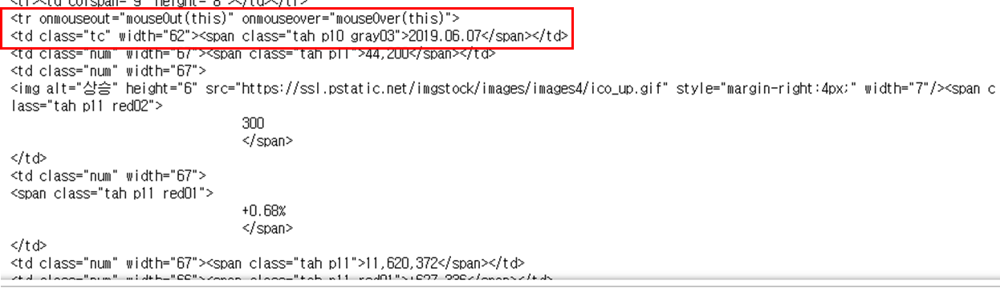 <tr><td colspan="9" height="8"></td></tr>
<tr onmouseout="mouseOut(this)" onmouseover="mouseOver(this)">
<td class="tc" width="62"><span class="tah p10 gray03">2019.06.07</span></td>
<td class="num" width="67"><span class="tah p11">44,200</span></td>
<td class="num" width="67">
<img alt="상승" height="6" src="https://ssl.pstatic.net/imgstock/images/images4/ico_up.gif" style="margin-right:4px;" width="7"/><span c
lass="tah p11 red02">
300
</span>
</td>
<td class="num" width="67">
<span class="tah p11 red01">
+0.68%
</span>
</td>
<td class="num" width="67"><span class="tah p11">11,620,372</span></td>
<td class="num" width="66"><span class="tah p11 red01">+627,336</span></td>